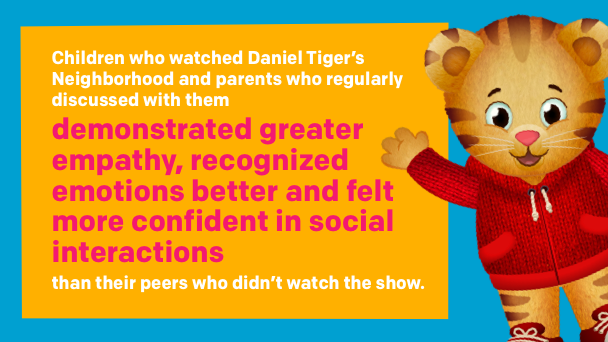 Children who watched Daniel Tiger's
Neighborhood and parents who regularly
discussed with them
demonstrated greater
empathy, recognized
emotions better and felt
more confident in social
interactions
than their peers who didn't watch the show.